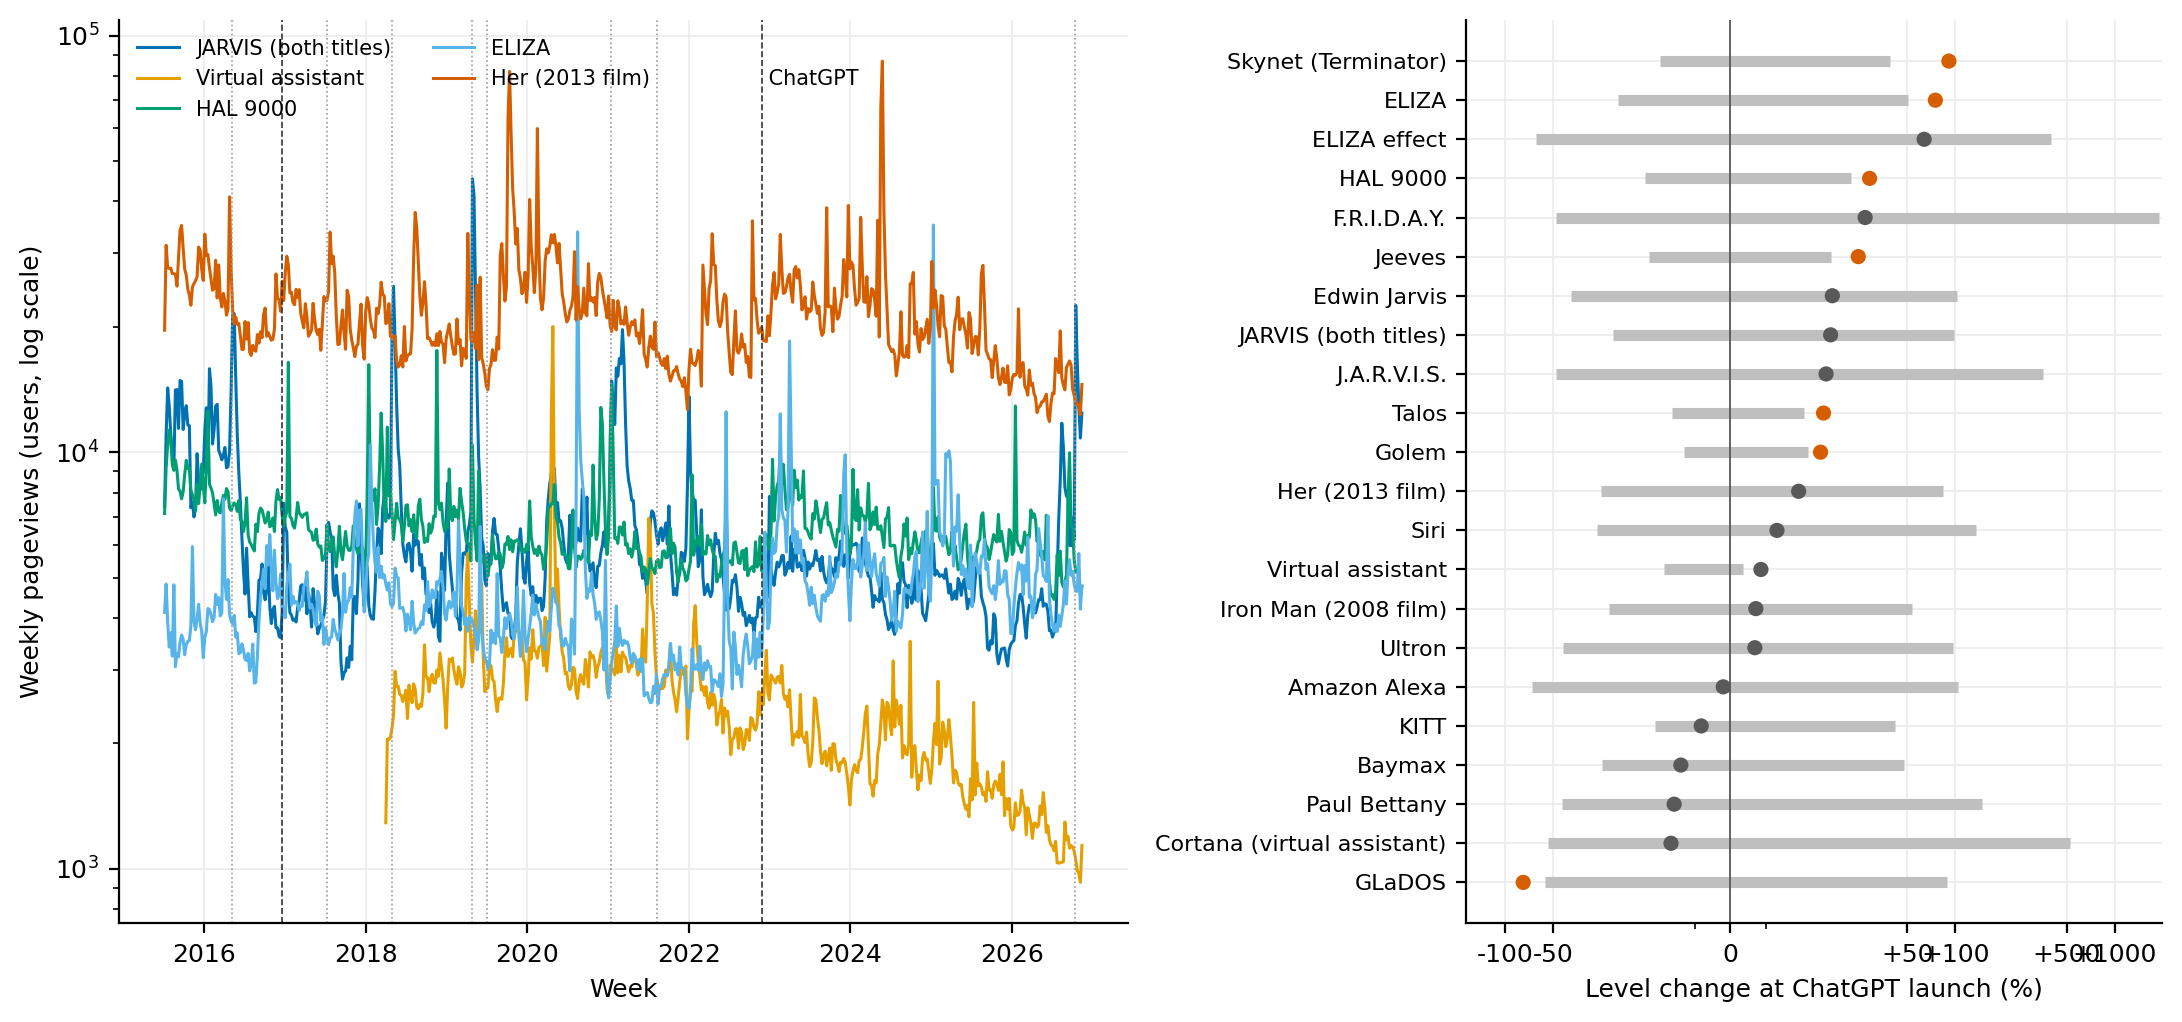 JARVIS (both titles)
Virtual assistant
HAL 9000
ELIZA
Her (2013 film)
ChatGPT
10^5
10^4
10^3
Weekly pageviews (users, log scale)
2016 2018 2020 2022 2024 2026
Week
Skynet (Terminator)
ELIZA
ELIZA effect
HAL 9000
F.R.I.D.A.Y.
Jeeves
Edwin Jarvis
JARVIS (both titles)
J.A.R.V.I.S.
Talos
Golem
Her (2013 film)
Siri
Virtual assistant
Iron Man (2008 film)
Ultron
Amazon Alexa
KITT
Baymax
Paul Bettany
Cortana (virtual assistant)
GLaDOS
-100 -50 0 +50 +100 +500 +1000
Level change at ChatGPT launch (%)